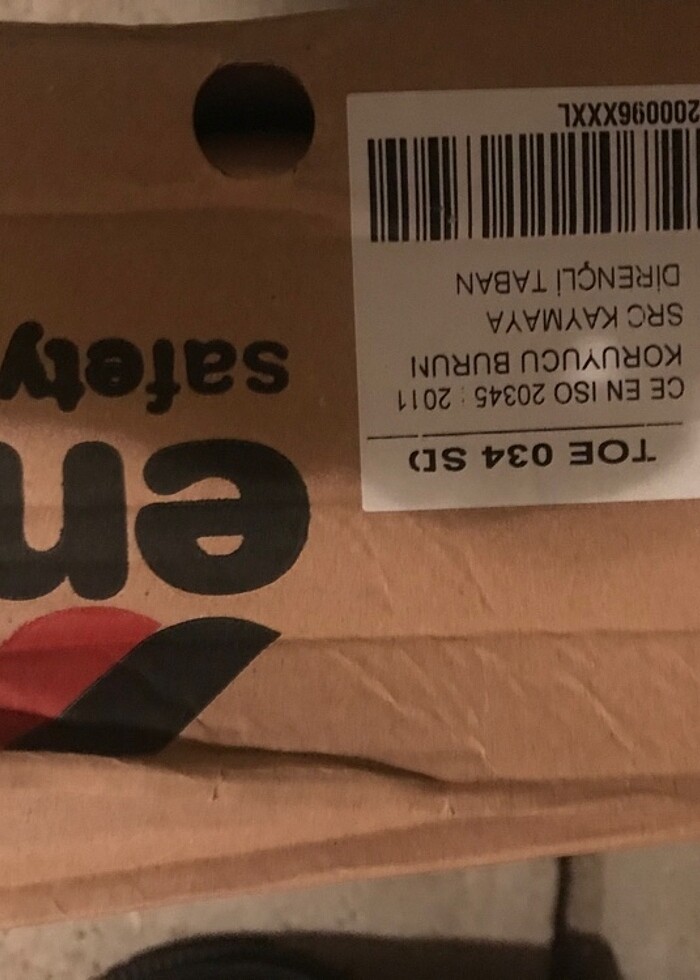 TOE 034 SD
CE EN ISO 20345 : 2011
KORUYUCU BURUN
SRC KAYMAYA
DİRENÇLİ TABAN
200096XXXL
en
safety